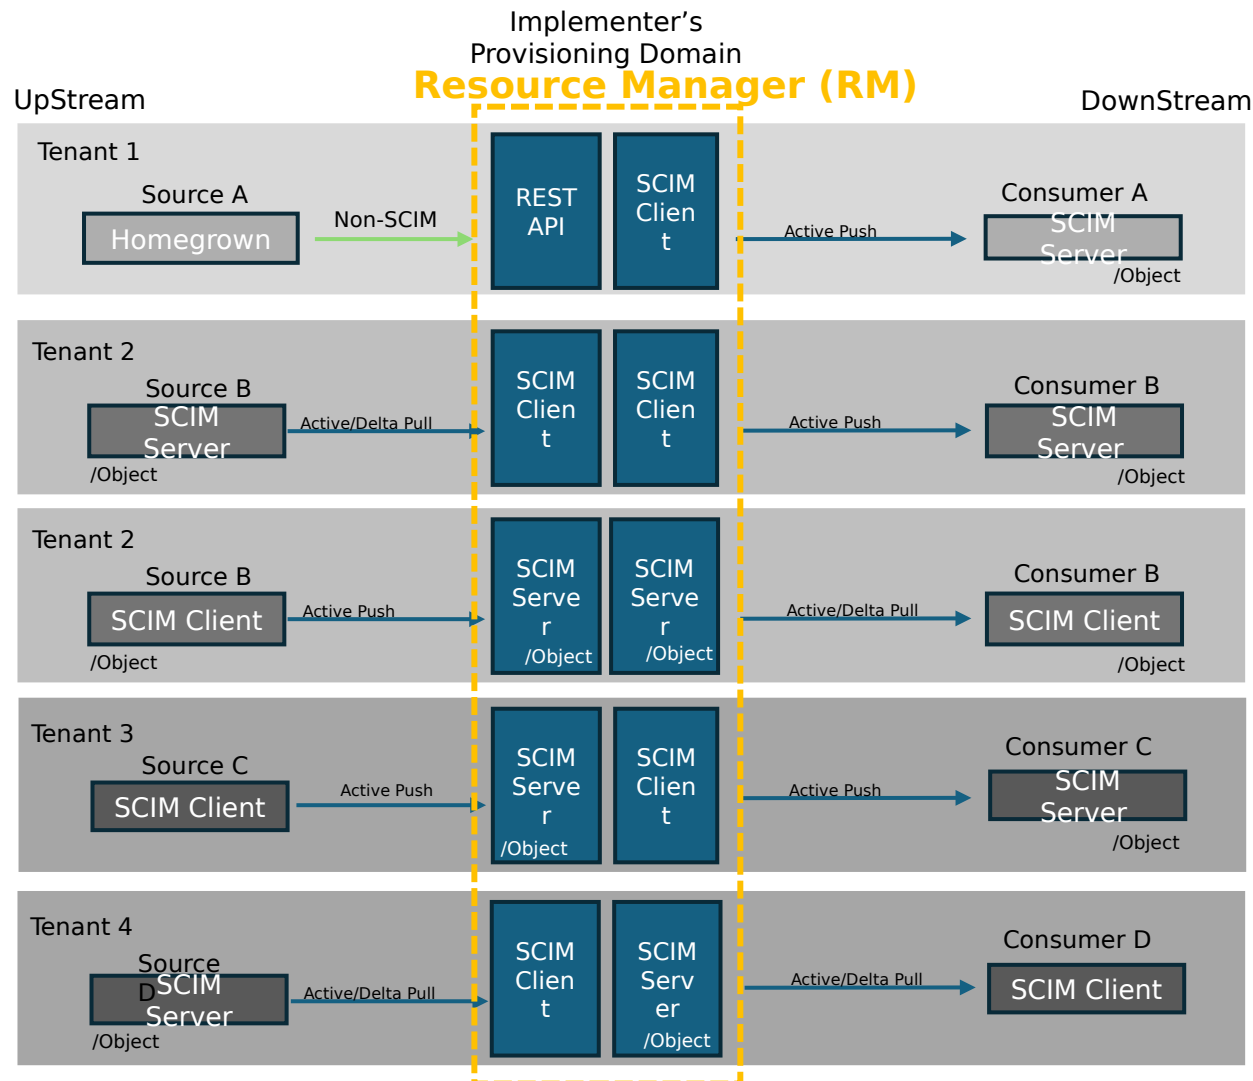 Implementer’s
Provisioning Domain
Resource Manager (RM)
UpStream
DownStream
Tenant 1
Source A
Homegrown
Non-SCIM
REST
API
SCIM
Clien
t
Active Push
Consumer A
SCIM
Server
/Object
Tenant 2
Source B
SCIM
Server
/Object
Active/Delta Pull
SCIM
Clien
t
SCIM
Clien
t
Active Push
Consumer B
SCIM
Server
/Object
Tenant 2
Source B
SCIM Client
/Object
Active Push
SCIM
Serve
r
/Object
SCIM
Serve
r
/Object
Active/Delta Pull
Consumer B
SCIM Client
/Object
Tenant 3
Source C
SCIM Client
Active Push
SCIM
Serve
r
/Object
SCIM
Clien
t
Active Push
Consumer C
SCIM
Server
/Object
Tenant 4
Source
D
SCIM
Server
/Object
Active/Delta Pull
SCIM
Clien
t
SCIM
Serv
er
/Object
Active/Delta Pull
Consumer D
SCIM Client